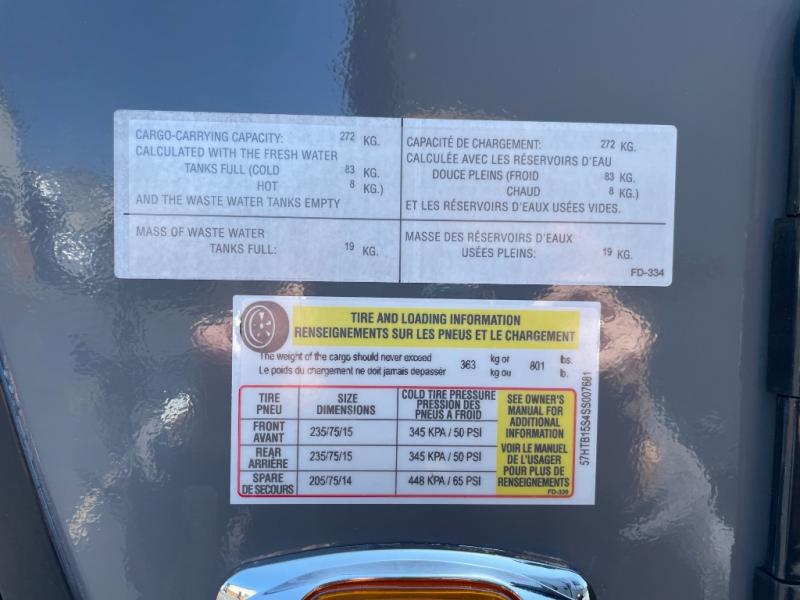 CARGO-CARRYING CAPACITY: 272 KG.
CALCULATED WITH THE FRESH WATER
TANKS FULL (COLD 83 KG.
HOT 8 KG.)
AND THE WASTE WATER TANKS EMPTY
MASS OF WASTE WATER
TANKS FULL: 19 KG.
CAPACITÉ DE CHARGEMENT: 272 KG.
CALCULÉE AVEC LES RÉSERVOIRS D'EAU
DOUCE PLEINS (FROID 83 KG.
CHAUD 8 KG.)
ET LES RÉSERVOIRS D'EAUX USÉES VIDES.
MASSE DES RÉSERVOIRS D'EAUX
USÉES PLEINS: 19 KG.
FD-334
TIRE AND LOADING INFORMATION
RENSEIGNEMENTS SUR LES PNEUS ET LE CHARGEMENT
The weight of the cargo should never exceed 363 kg or 801 lbs.
Le poids du chargement ne doit jamais depasser kg ou lb.
TIRE SIZE COLD TIRE PRESSURE
PNEU DIMENSIONS PRESSION DES
PNEUS A FROID
FRONT
AVANT 235/75/15 345 KPA / 50 PSI
REAR
ARRIÈRE 235/75/15 345 KPA / 50 PSI
SPARE
DE SECOURS 205/75/14 448 KPA / 65 PSI
SEE OWNER'S
MANUAL FOR
ADDITIONAL
INFORMATION
VOIR LE MANUEL
DE L'USAGER
POUR PLUS DE
RENSEIGNEMENTS
FD-339
57HTB15S4SS007681